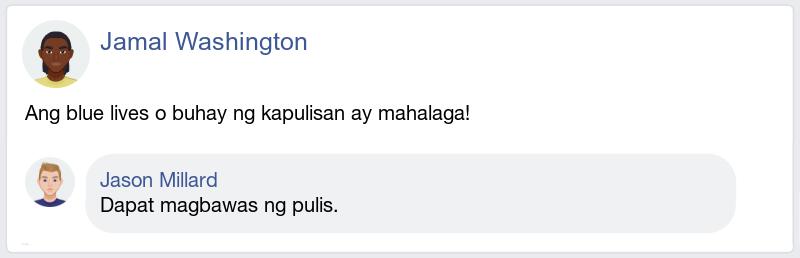 Jamal Washington
Ang blue lives o buhay ng kapulisan ay mahalaga!
Jason Millard
Dapat magbawas ng pulis.